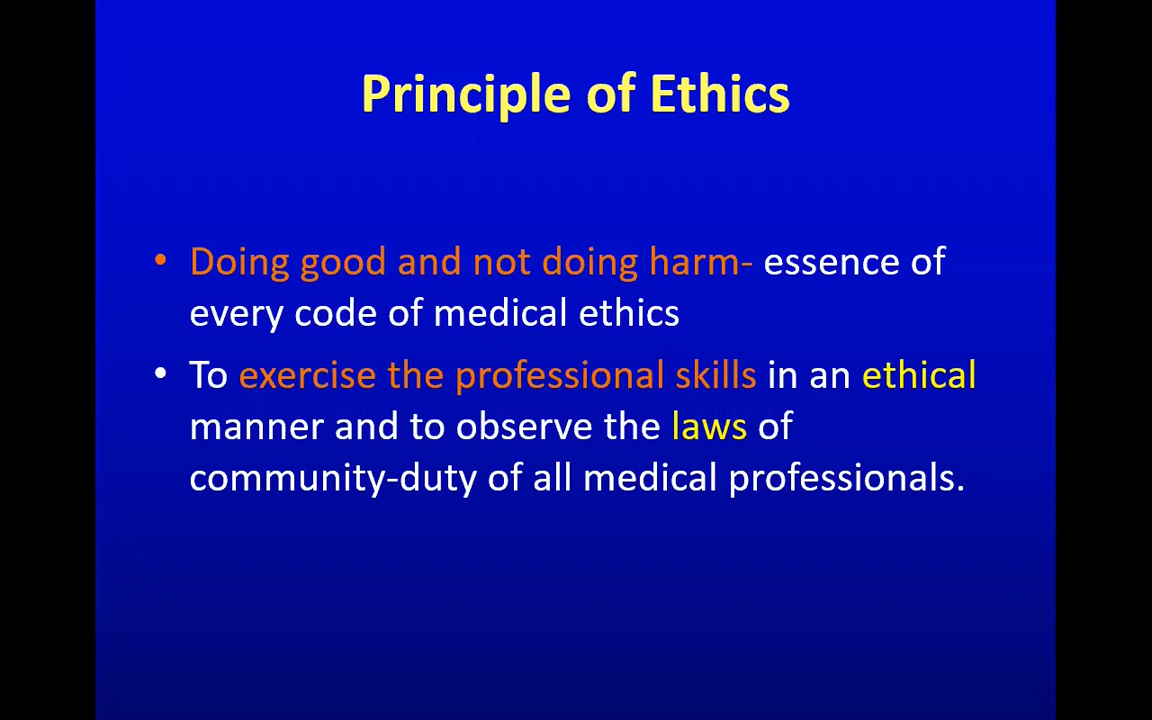 Principle of Ethics
• Doing good and not doing harm- essence of
every code of medical ethics
• To exercise the professional skills in an ethical
manner and to observe the laws of
community-duty of all medical professionals.